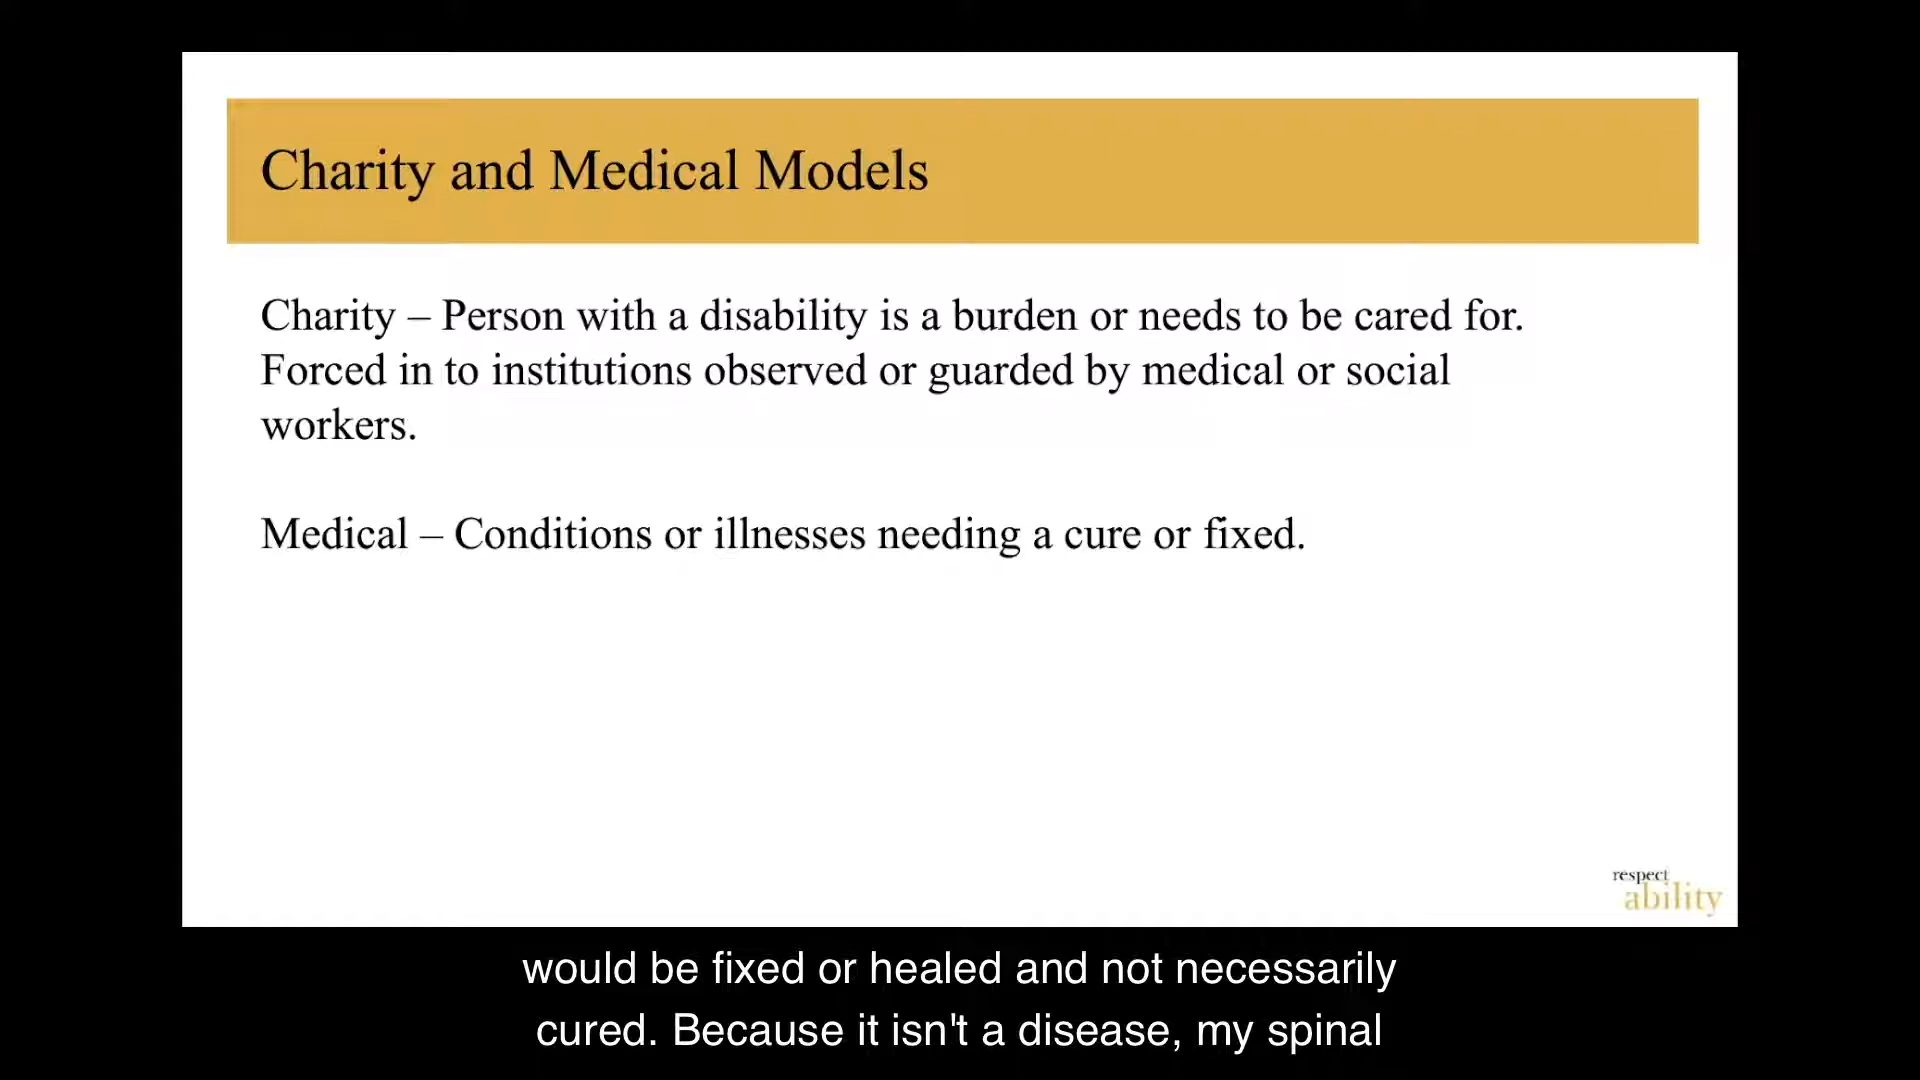 Charity and Medical Models
Charity – Person with a disability is a burden or needs to be cared for.
Forced in to institutions observed or guarded by medical or social
workers.
Medical – Conditions or illnesses needing a cure or fixed.
respect
ability
would be fixed or healed and not necessarily
cured. Because it isn't a disease, my spinal